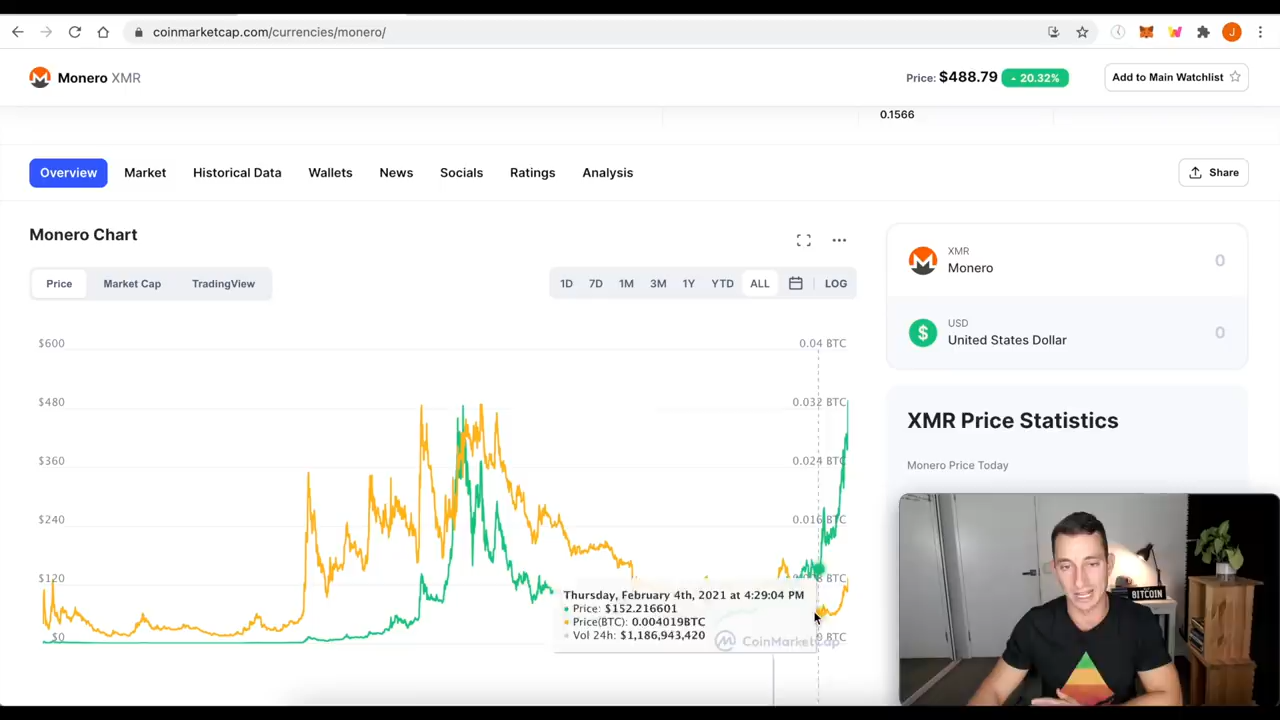 coinmarketcap.com/currencies/monero/
J
Monero XMR
Price: $488.79 20.32%
Add to Main Watchlist
0.1566
Overview Market Historical Data Wallets News Socials Ratings Analysis
Share
Monero Chart
Price Market Cap TradingView
1D 7D 1M 3M 1Y YTD ALL LOG
XMR
Monero
0
USD
United States Dollar
0
$600 0.04 BTC
$480 0.032 BTC
$360 0.024 BTC
$240 0.016 BTC
$120 BTC
$0 0 BTC
Thursday, February 4th, 2021 at 4:29:04 PM
Price: $152.216601
Price(BTC): 0.004019BTC
Vol 24h: $1,186,943,420
CoinMarketCap
XMR Price Statistics
Monero Price Today
BITCOIN